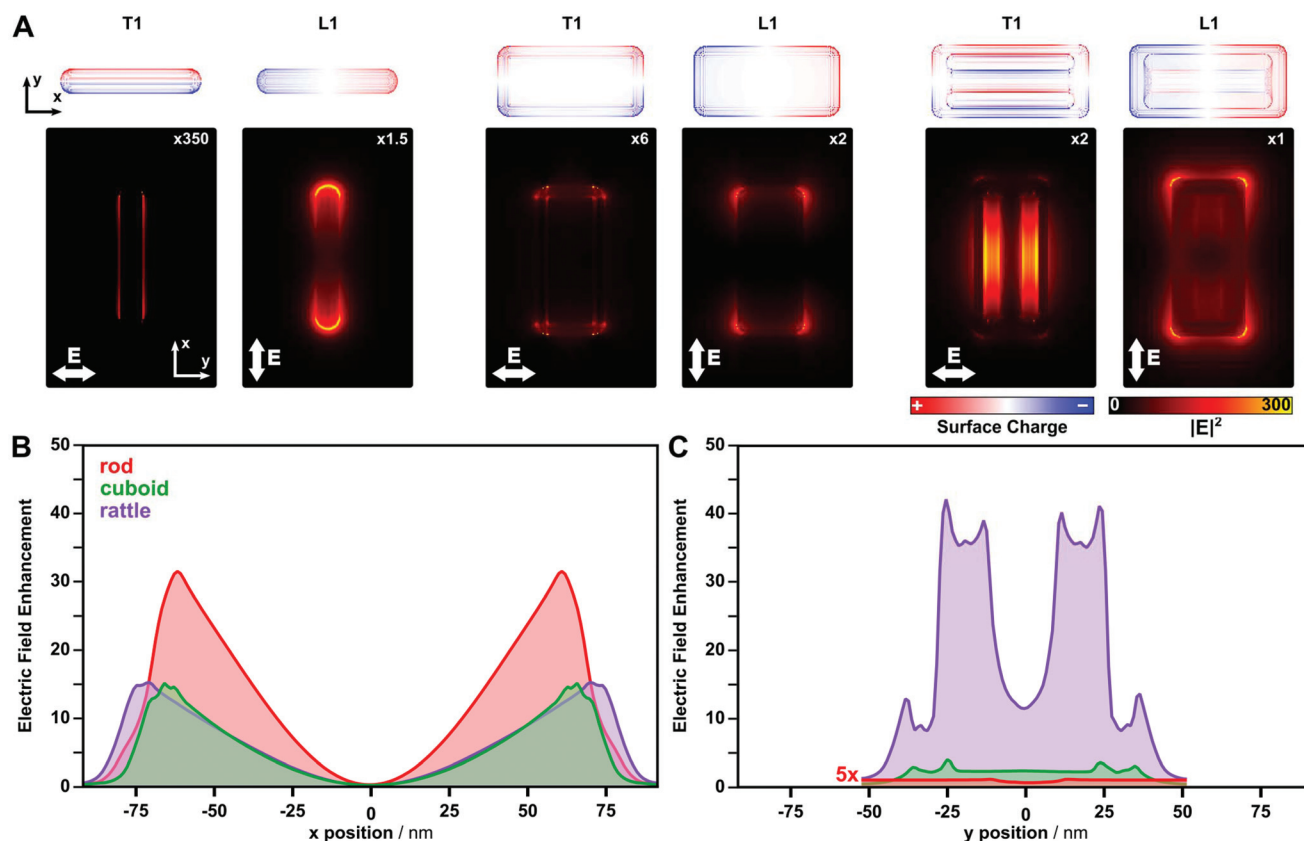 A
T1 L1 T1 L1 T1 L1
y
x
x350 x1.5 x6 x2 x2 x1
x
y
E E E E E E
+ − 0 300
Surface Charge |E|²
B C
50 50
rod
cuboid
rattle
40 40
30 30
20 20
10 10
0 0
5x
Electric Field Enhancement Electric Field Enhancement
-75 -50 -25 0 25 50 75 -75 -50 -25 0 25 50 75
x position / nm y position / nm